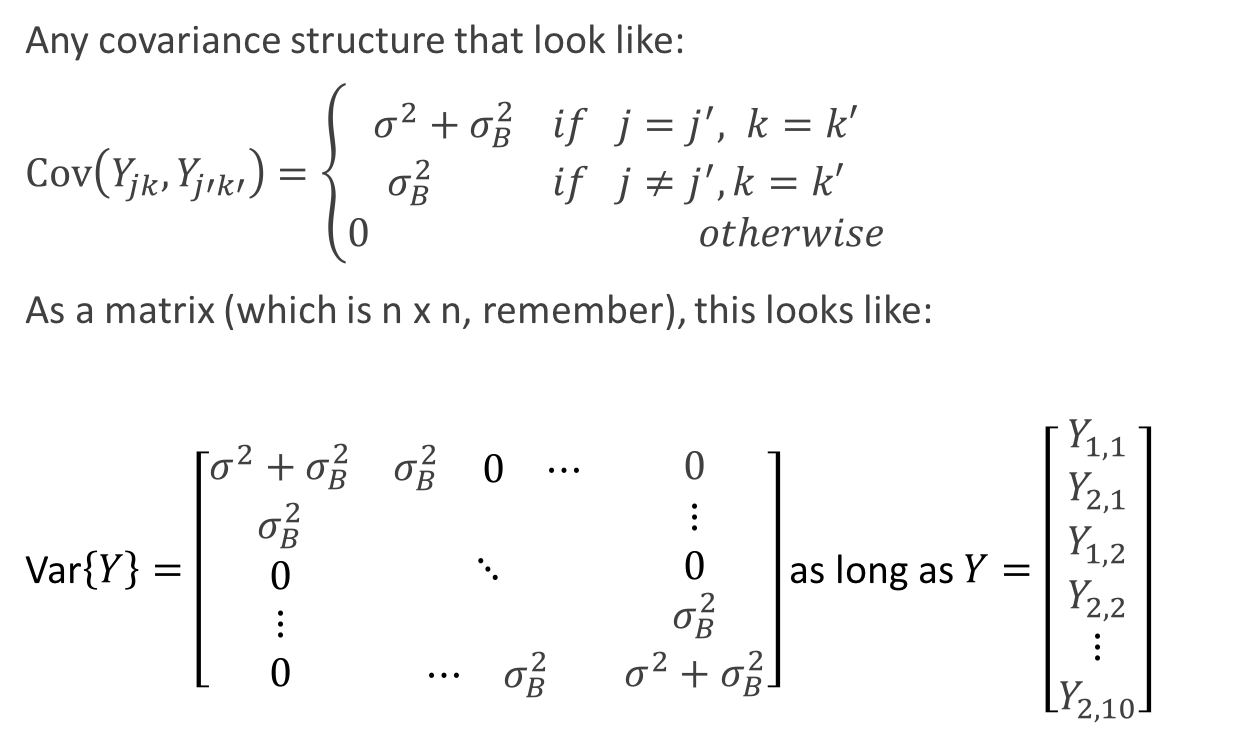 Any covariance structure that look like:
Cov(Y_{jk}, Y_{j′k′}) = { σ² + σ_B² if j = j′, k = k′
σ_B² if j ≠ j′, k = k′
0 otherwise
As a matrix (which is n x n, remember), this looks like:
Var{Y} = [ σ² + σ_B² σ_B² 0 ⋯ 0
σ_B² ⋮
0 ⋱ 0
⋮ σ_B²
0 ⋯ σ_B² σ² + σ_B² ] as long as Y = [ Y_{1,1}
Y_{2,1}
Y_{1,2}
Y_{2,2}
⋮
Y_{2,10} ]